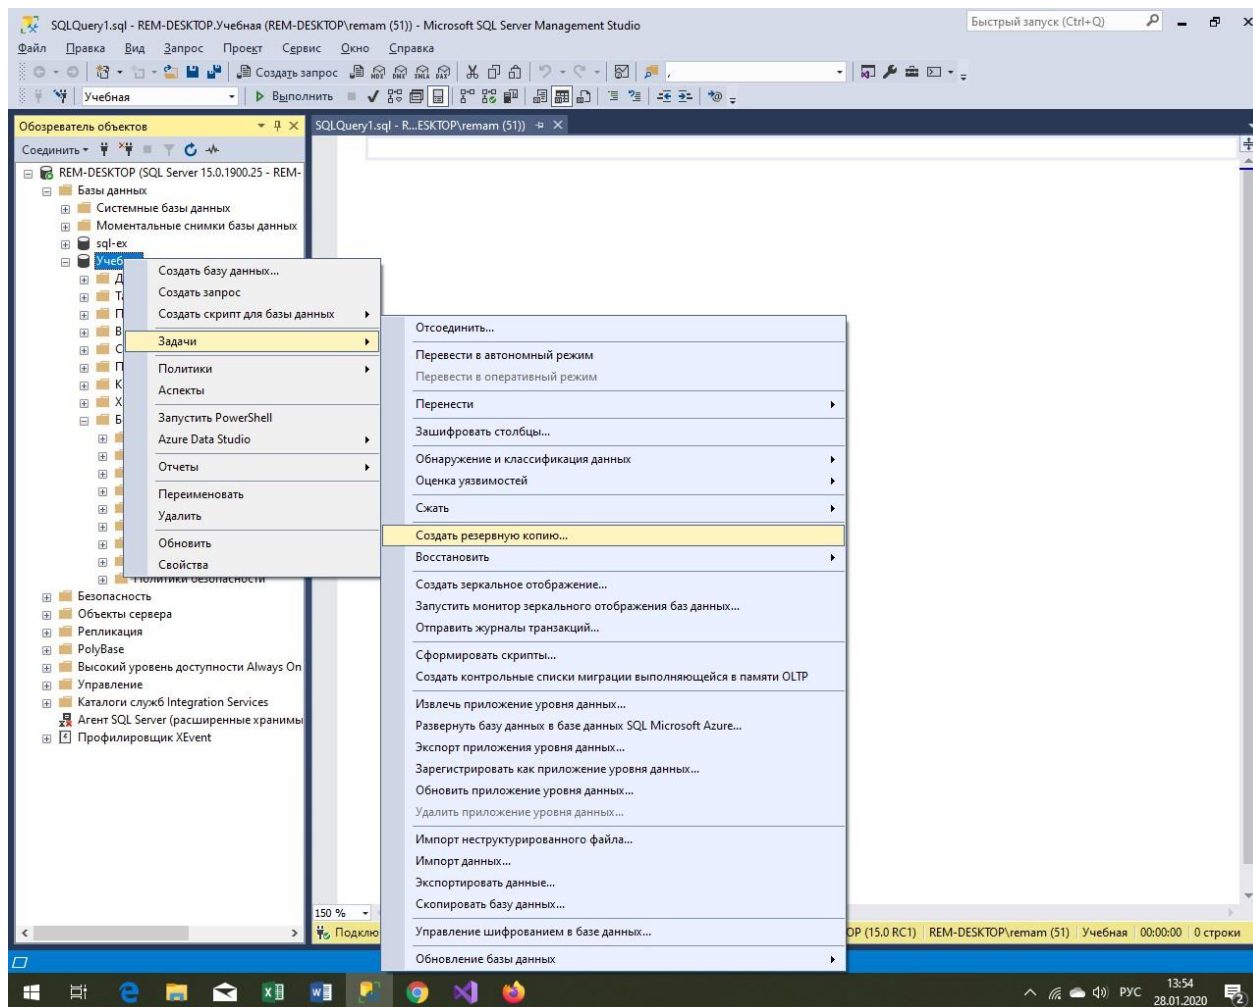 SQLQuery1.sql - REM-DESKTOP.Учебная (REM-DESKTOP\remam (51)) - Microsoft SQL Server Management Studio
Быстрый запуск (Ctrl+Q)
Файл Правка Вид Запрос Проект Сервис Окно Справка
Создать запрос
MDX DMX XMLA DAX
Учебная
Выполнить
Обозреватель объектов
SQLQuery1.sql - R...ESKTOP\remam (51))
Соединить
REM-DESKTOP (SQL Server 15.0.1900.25 - REM-
Базы данных
Системные базы данных
Моментальные снимки базы данных
sql-ex
Учеб
Д
Та
П
В
С
П
К
Х
Б
Политики безопасности
Безопасность
Объекты сервера
Репликация
PolyBase
Высокий уровень доступности Always On
Управление
Каталоги служб Integration Services
Агент SQL Server (расширенные хранимы
Профилировщик XEvent
Создать базу данных...
Создать запрос
Создать скрипт для базы данных
Задачи
Политики
Аспекты
Запустить PowerShell
Azure Data Studio
Отчеты
Переименовать
Удалить
Обновить
Свойства
Отсоединить...
Перевести в автономный режим
Перевести в оперативный режим
Перенести
Зашифровать столбцы...
Обнаружение и классификация данных
Оценка уязвимостей
Сжать
Создать резервную копию...
Восстановить
Создать зеркальное отображение...
Запустить монитор зеркального отображения баз данных...
Отправить журналы транзакций...
Сформировать скрипты...
Создать контрольные списки миграции выполняющейся в памяти OLTP
Извлечь приложение уровня данных...
Развернуть базу данных в базе данных SQL Microsoft Azure...
Экспорт приложения уровня данных...
Зарегистрировать как приложение уровня данных...
Обновить приложение уровня данных...
Удалить приложение уровня данных...
Импорт неструктурированного файла...
Импорт данных...
Экспортировать данные...
Скопировать базу данных...
Управление шифрованием в базе данных...
Обновление базы данных
150 %
Подклю
OP (15.0 RC1) REM-DESKTOP\remam (51) Учебная 00:00:00 0 строки
РУС
13:54
28.01.2020